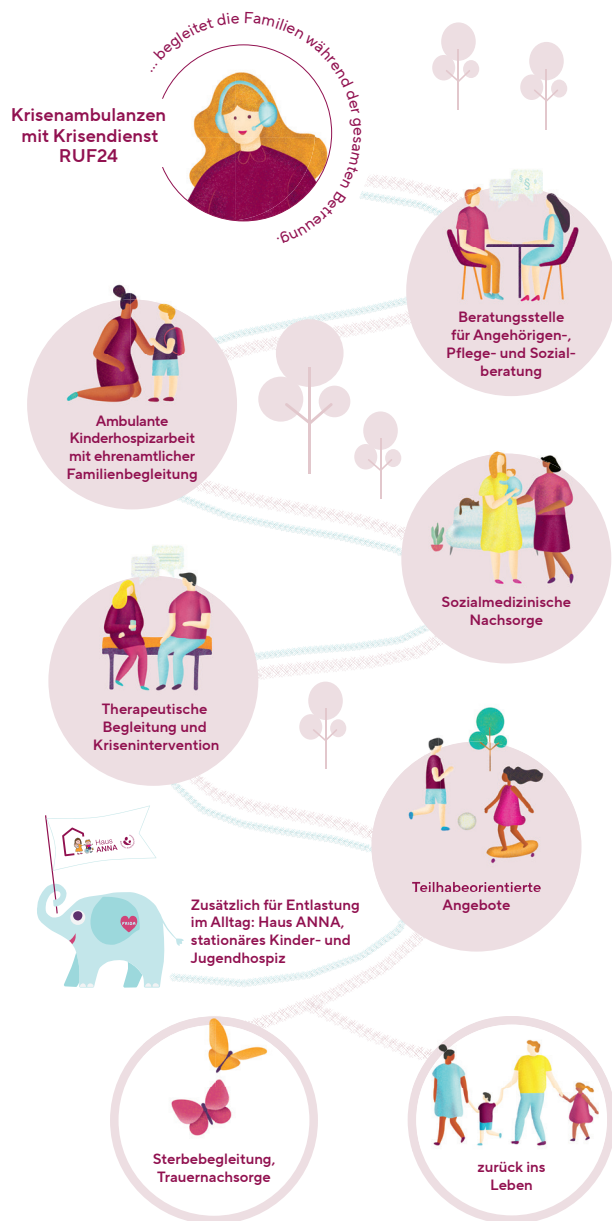 ... begleitet die Familien während der gesamten Betreuung.
Krisenambulanzen
mit Krisendienst
RUF24
§
Beratungsstelle
für Angehörigen-,
Pflege- und Sozial-
beratung
Ambulante
Kinderhospizarbeit
mit ehrenamtlicher
Familienbegleitung
Sozialmedizinische
Nachsorge
Therapeutische
Begleitung und
Krisenintervention
Teilhabeorientierte
Angebote
Haus
ANNA
FRIDA
Zusätzlich für Entlastung
im Alltag: Haus ANNA,
stationäres Kinder- und
Jugendhospiz
Sterbebegleitung,
Trauernachsorge
zurück ins
Leben